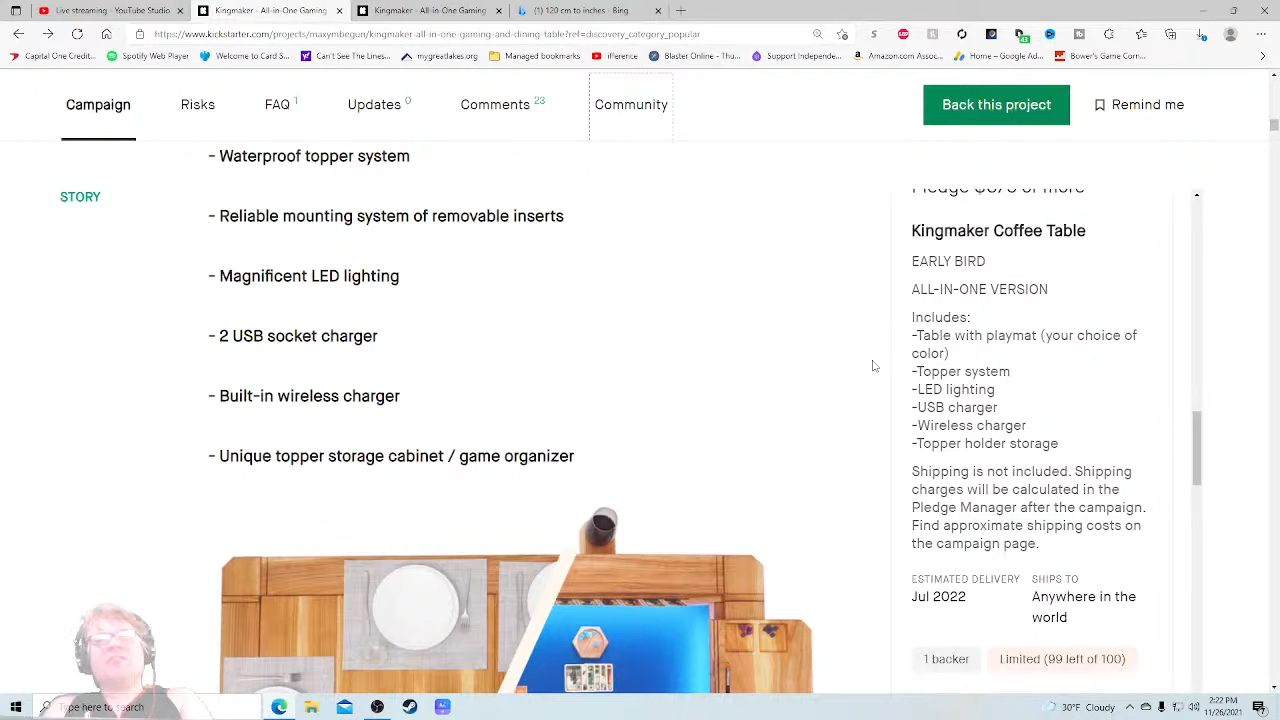 Live streaming - YouTube Studio
Kingmaker - All-in-One Gaming
Kingmaker - All-in-One Gaming
(1) 120 cm to inches - Bing
https://www.kickstarter.com/projects/maxymbegun/kingmaker-all-in-one-gaming-and-dining-table?ref=discovery_category_popular
Capitel Credit Cent...
Spotify Web Player
Welcome to Card S...
Can't See The Lines...
myrestlakes.org
Managed bookmarks
ifference
Blaster Online - Thu...
Support Independe...
Amazon.com Assoc...
Home – Google Ad...
Bowers Game Corn...
Campaign
Risks
FAQ 1
Updates 0
Comments 23
Community
Back this project
Remind me
STORY
- Waterproof topper system
- Reliable mounting system of removable inserts
- Magnificent LED lighting
- 2 USB socket charger
- Built-in wireless charger
- Unique topper storage cabinet / game organizer
Kingmaker Coffee Table
EARLY BIRD
ALL-IN-ONE VERSION
Includes:
-Table with playmat (your choice of
color)
-Topper system
-LED lighting
-USB charger
-Wireless charger
-Topper holder storage
Shipping is not included. Shipping
charges will be calculated in the
Pledge Manager after the campaign.
Find approximate shipping costs on
the campaign page.
ESTIMATED DELIVERY
SHIPS TO
Jul 2022
Anywhere in the
world
1 backer
Limited (99 left of 100)
Type here to search
30°F Cloudy
2:22 PM
11/26/2021